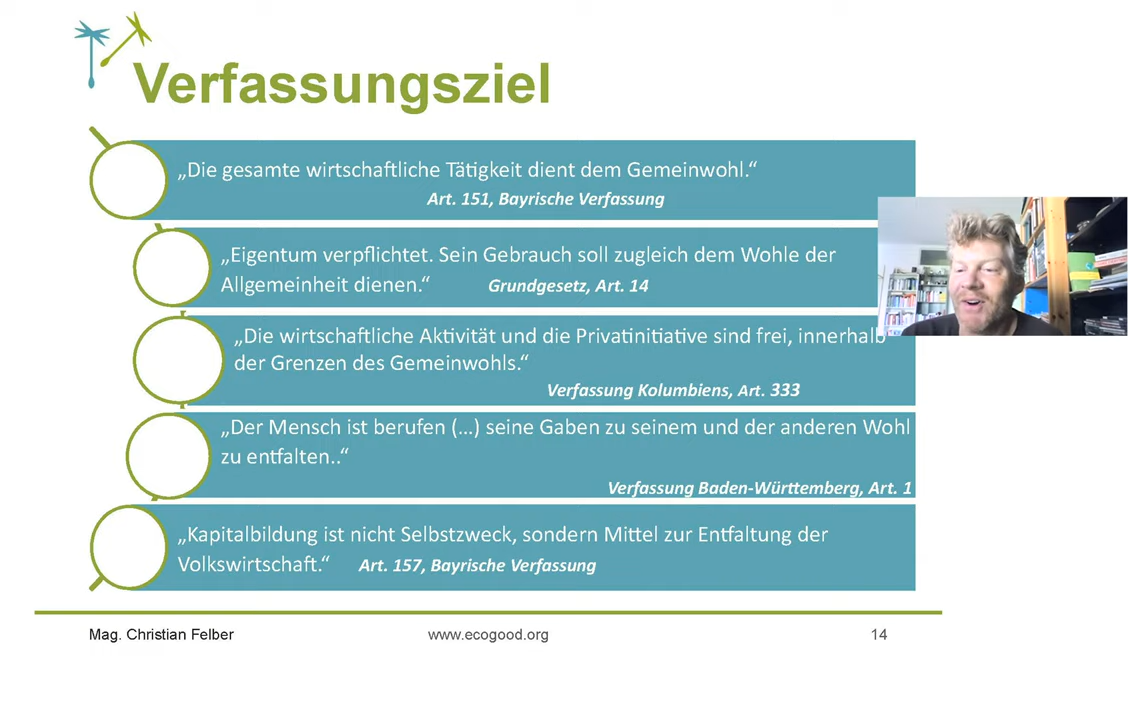 Verfassungsziel
„Die gesamte wirtschaftliche Tätigkeit dient dem Gemeinwohl.“
Art. 151, Bayrische Verfassung
„Eigentum verpflichtet. Sein Gebrauch soll zugleich dem Wohle der
Allgemeinheit dienen.“ Grundgesetz, Art. 14
„Die wirtschaftliche Aktivität und die Privatinitiative sind frei, innerhalb
der Grenzen des Gemeinwohls.“
Verfassung Kolumbiens, Art. 333
„Der Mensch ist berufen (...) seine Gaben zu seinem und der anderen Wohl
zu entfalten..“
Verfassung Baden-Württemberg, Art. 1
„Kapitalbildung ist nicht Selbstzweck, sondern Mittel zur Entfaltung der
Volkswirtschaft.“ Art. 157, Bayrische Verfassung
Mag. Christian Felber www.ecogood.org 14